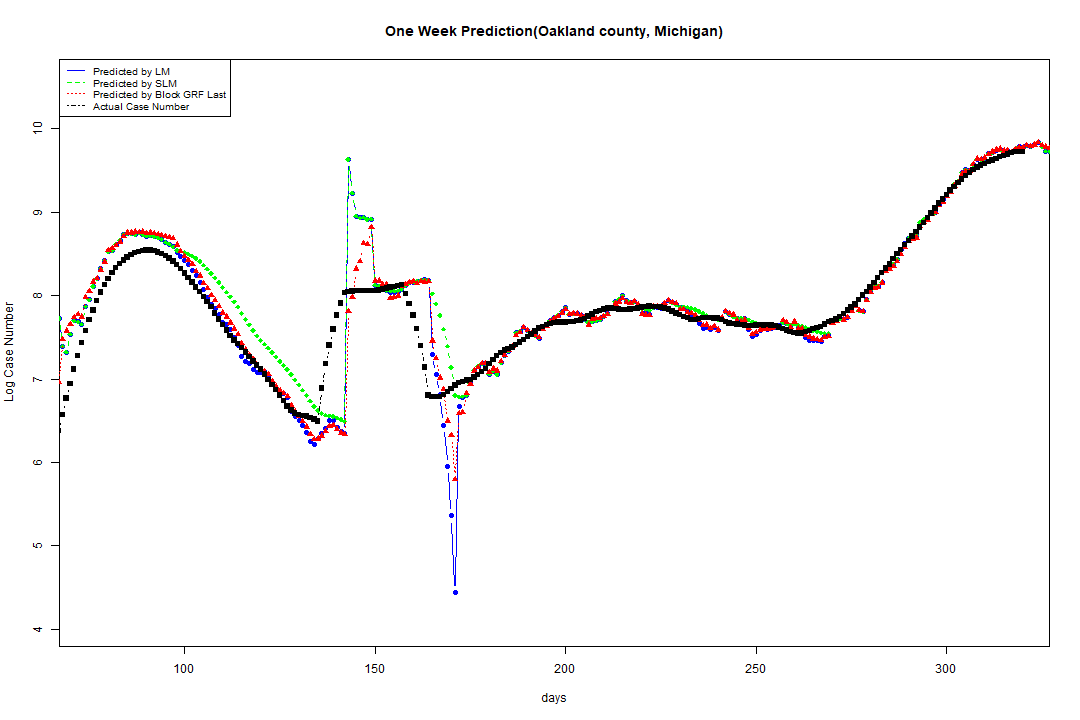 One Week Prediction(Oakland county, Michigan)
Predicted by LM
Predicted by SLM
Predicted by Block GRF Last
Actual Case Number
Log Case Number
10
9
8
7
6
5
4
100
150
200
250
300
days